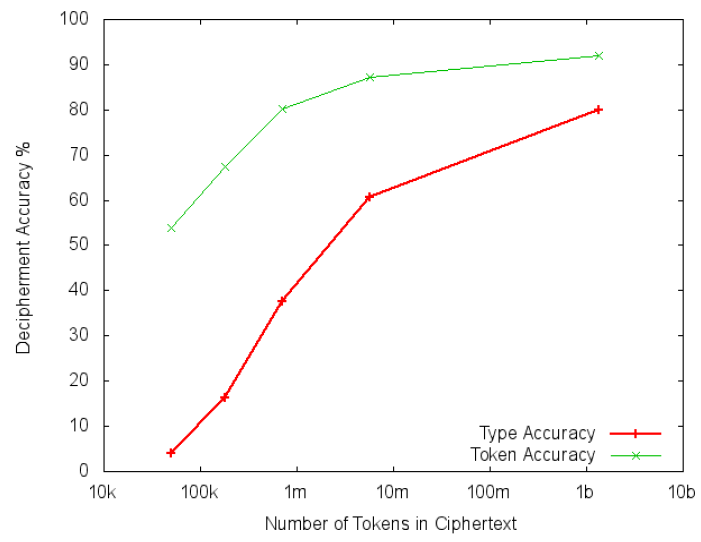 100
90
80
70
60
50
40
30
20
10
0
Decipherment Accuracy %
Type Accuracy
Token Accuracy
10k 100k 1m 10m 100m 1b 10b
Number of Tokens in Ciphertext